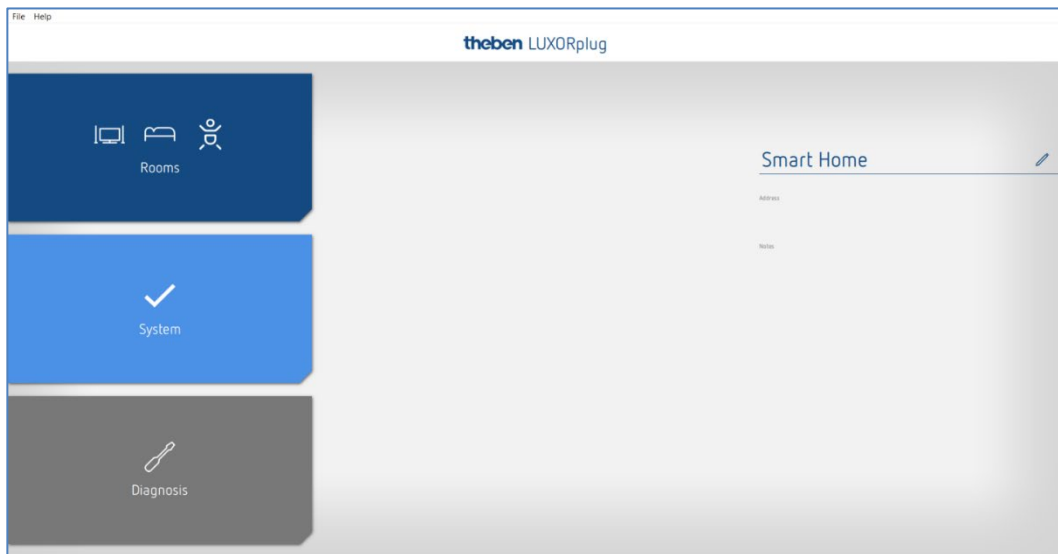 File Help
theben LUXORplug
Rooms
Smart Home
Address
Notes
System
Diagnosis